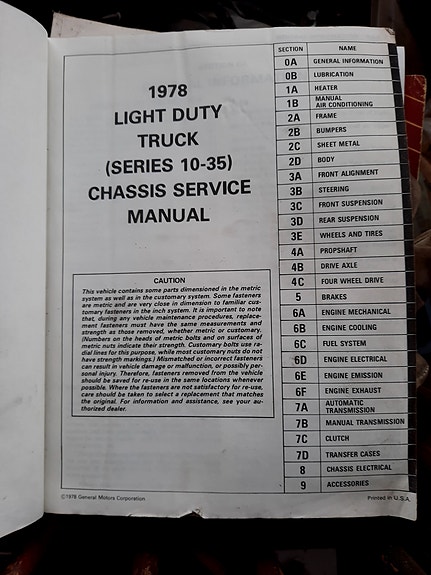 1978
LIGHT DUTY
TRUCK
(SERIES 10-35)
CHASSIS SERVICE
MANUAL
CAUTION
This vehicle contains some parts dimensioned in the metric
system as well as in the customary system. Some fasteners
are metric and are very close in dimension to familiar cus-
tomary fasteners in the inch system. It is important to note
that, during any vehicle maintenance procedures, replace-
ment fasteners must have the same measurements and
strength as those removed, whether metric or customary.
(Numbers on the heads of metric bolts and on surfaces of
metric nuts indicate their strength. Customary bolts use ra-
dial lines for this purpose, while most customary nuts do not
have strength markings.) Mismatched or incorrect fasteners
can result in vehicle damage or malfunction, or possibly per-
sonal injury. Therefore, fasteners removed from the vehicle
should be saved for re-use in the same locations whenever
possible. Where the fasteners are not satisfactory for re-use,
care should be taken to select a replacement that matches
the original. For information and assistance, see your au-
thorized dealer.
©1978 General Motors Corporation
SECTION NAME
0A GENERAL INFORMATION
0B LUBRICATION
1A HEATER
1B MANUAL
AIR CONDITIONING
2A FRAME
2B BUMPERS
2C SHEET METAL
2D BODY
3A FRONT ALIGNMENT
3B STEERING
3C FRONT SUSPENSION
3D REAR SUSPENSION
3E WHEELS AND TIRES
4A PROPSHAFT
4B DRIVE AXLE
4C FOUR WHEEL DRIVE
5 BRAKES
6A ENGINE MECHANICAL
6B ENGINE COOLING
6C FUEL SYSTEM
6D ENGINE ELECTRICAL
6E ENGINE EMISSION
6F ENGINE EXHAUST
7A AUTOMATIC
TRANSMISSION
7B MANUAL TRANSMISSION
7C CLUTCH
7D TRANSFER CASES
8 CHASSIS ELECTRICAL
9 ACCESSORIES
Printed in U.S.A.